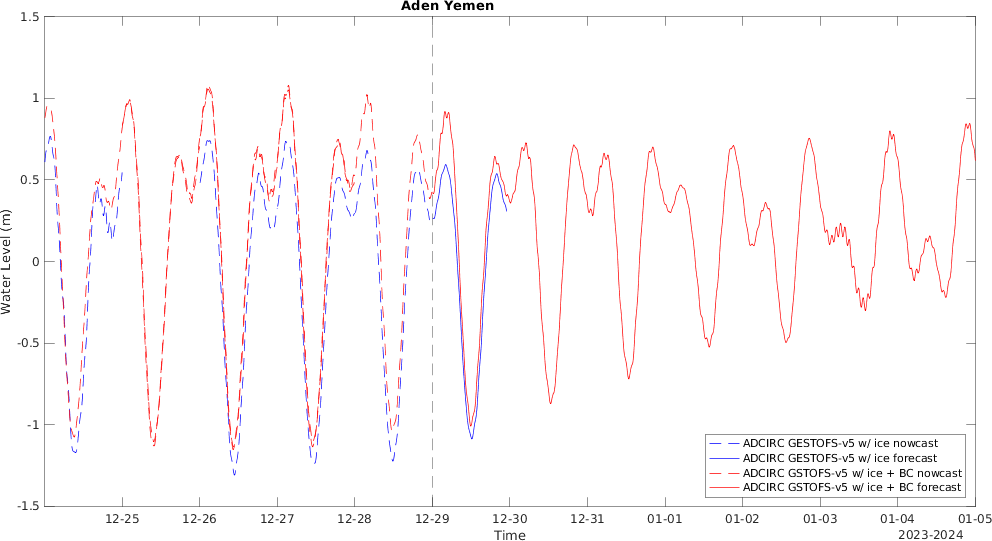 Aden Yemen
1.5
1
0.5
0
-0.5
-1
-1.5
Water Level (m)
ADCIRC GESTOFS-v5 w/ ice nowcast
ADCIRC GESTOFS-v5 w/ ice forecast
ADCIRC GSTOFS-v5 w/ ice + BC nowcast
ADCIRC GSTOFS-v5 w/ ice + BC forecast
12-25 12-26 12-27 12-28 12-29 12-30 12-31 01-01 01-02 01-03 01-04 01-05
Time
2023-2024